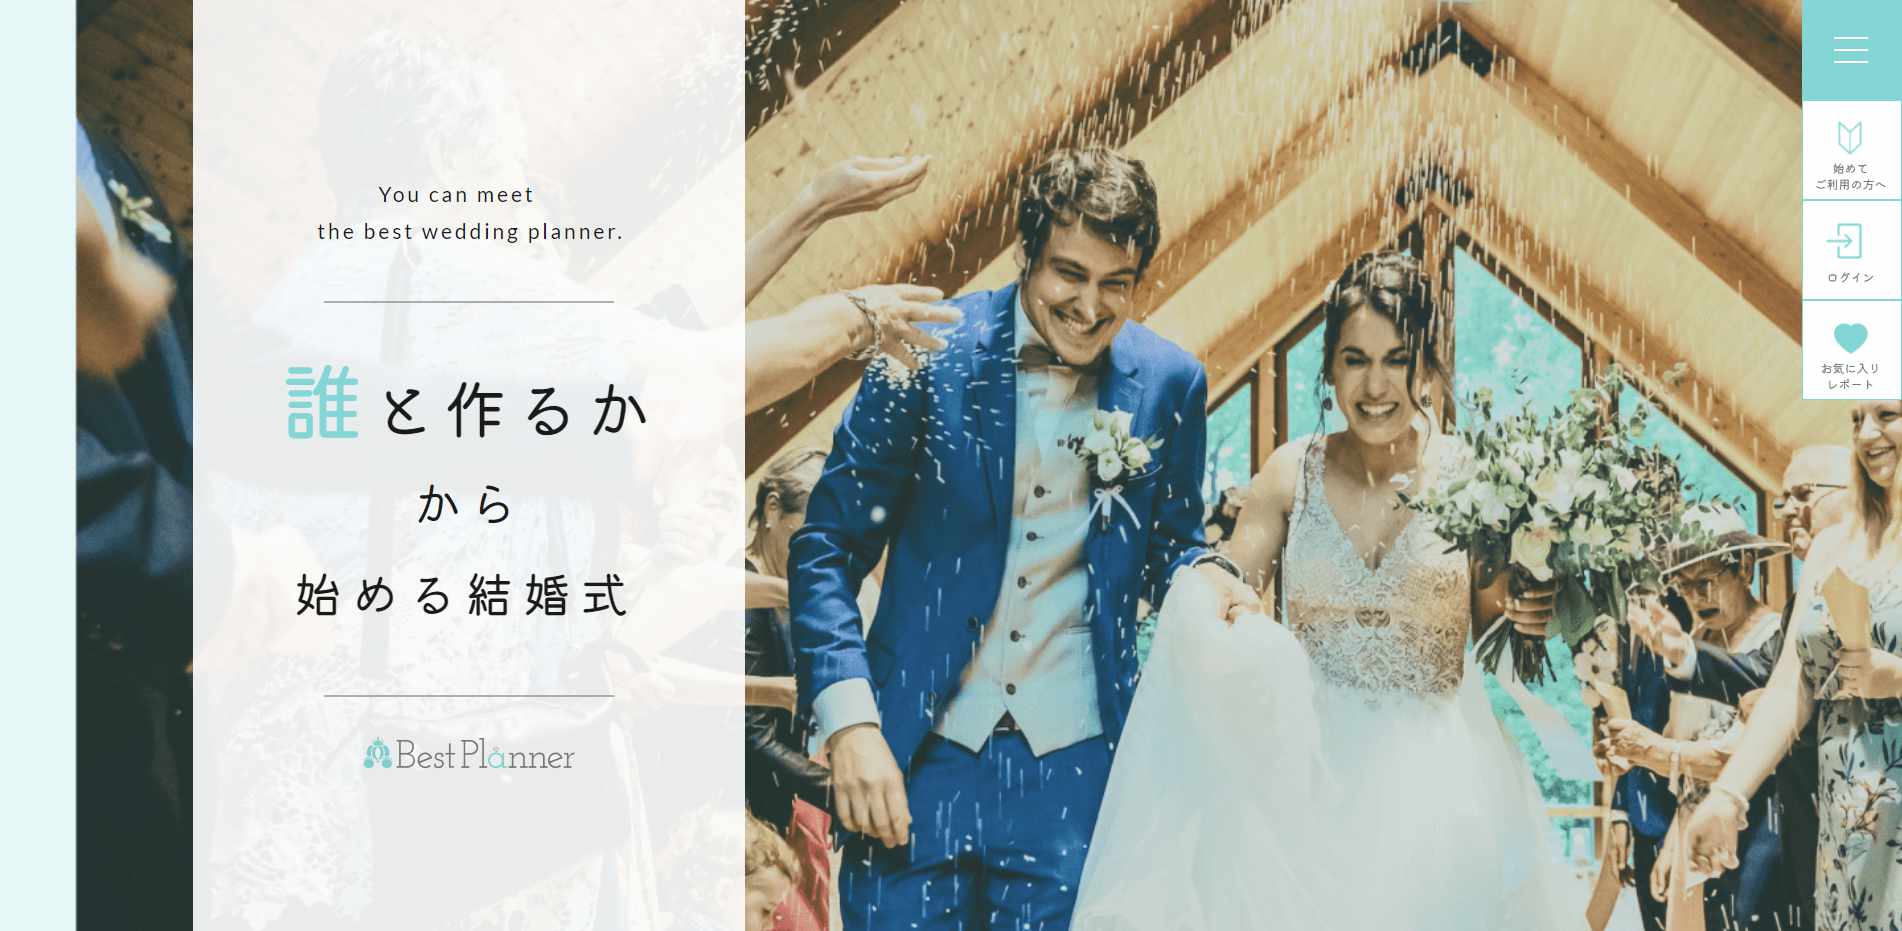 You can meet
the best wedding planner.
誰と作るか
から
始める結婚式
Best Planner
始めて
ご利用の方へ
ログイン
お気に入り
レポート